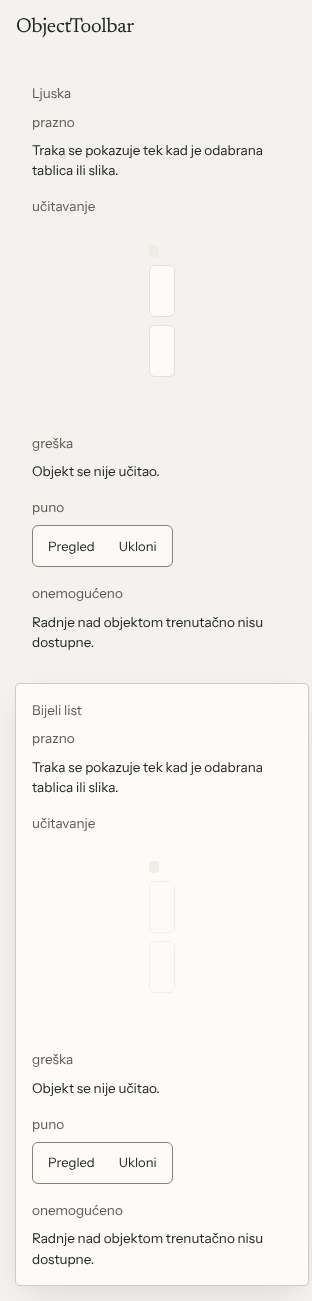 ObjectToolbar
Ljuska
prazno
Traka se pokazuje tek kad je odabrana
tablica ili slika.
učitavanje
greška
Objekt se nije učitao.
puno
Pregled Ukloni
onemogućeno
Radnje nad objektom trenutačno nisu
dostupne.
Bijeli list
prazno
Traka se pokazuje tek kad je odabrana
tablica ili slika.
učitavanje
greška
Objekt se nije učitao.
puno
Pregled Ukloni
onemogućeno
Radnje nad objektom trenutačno nisu
dostupne.